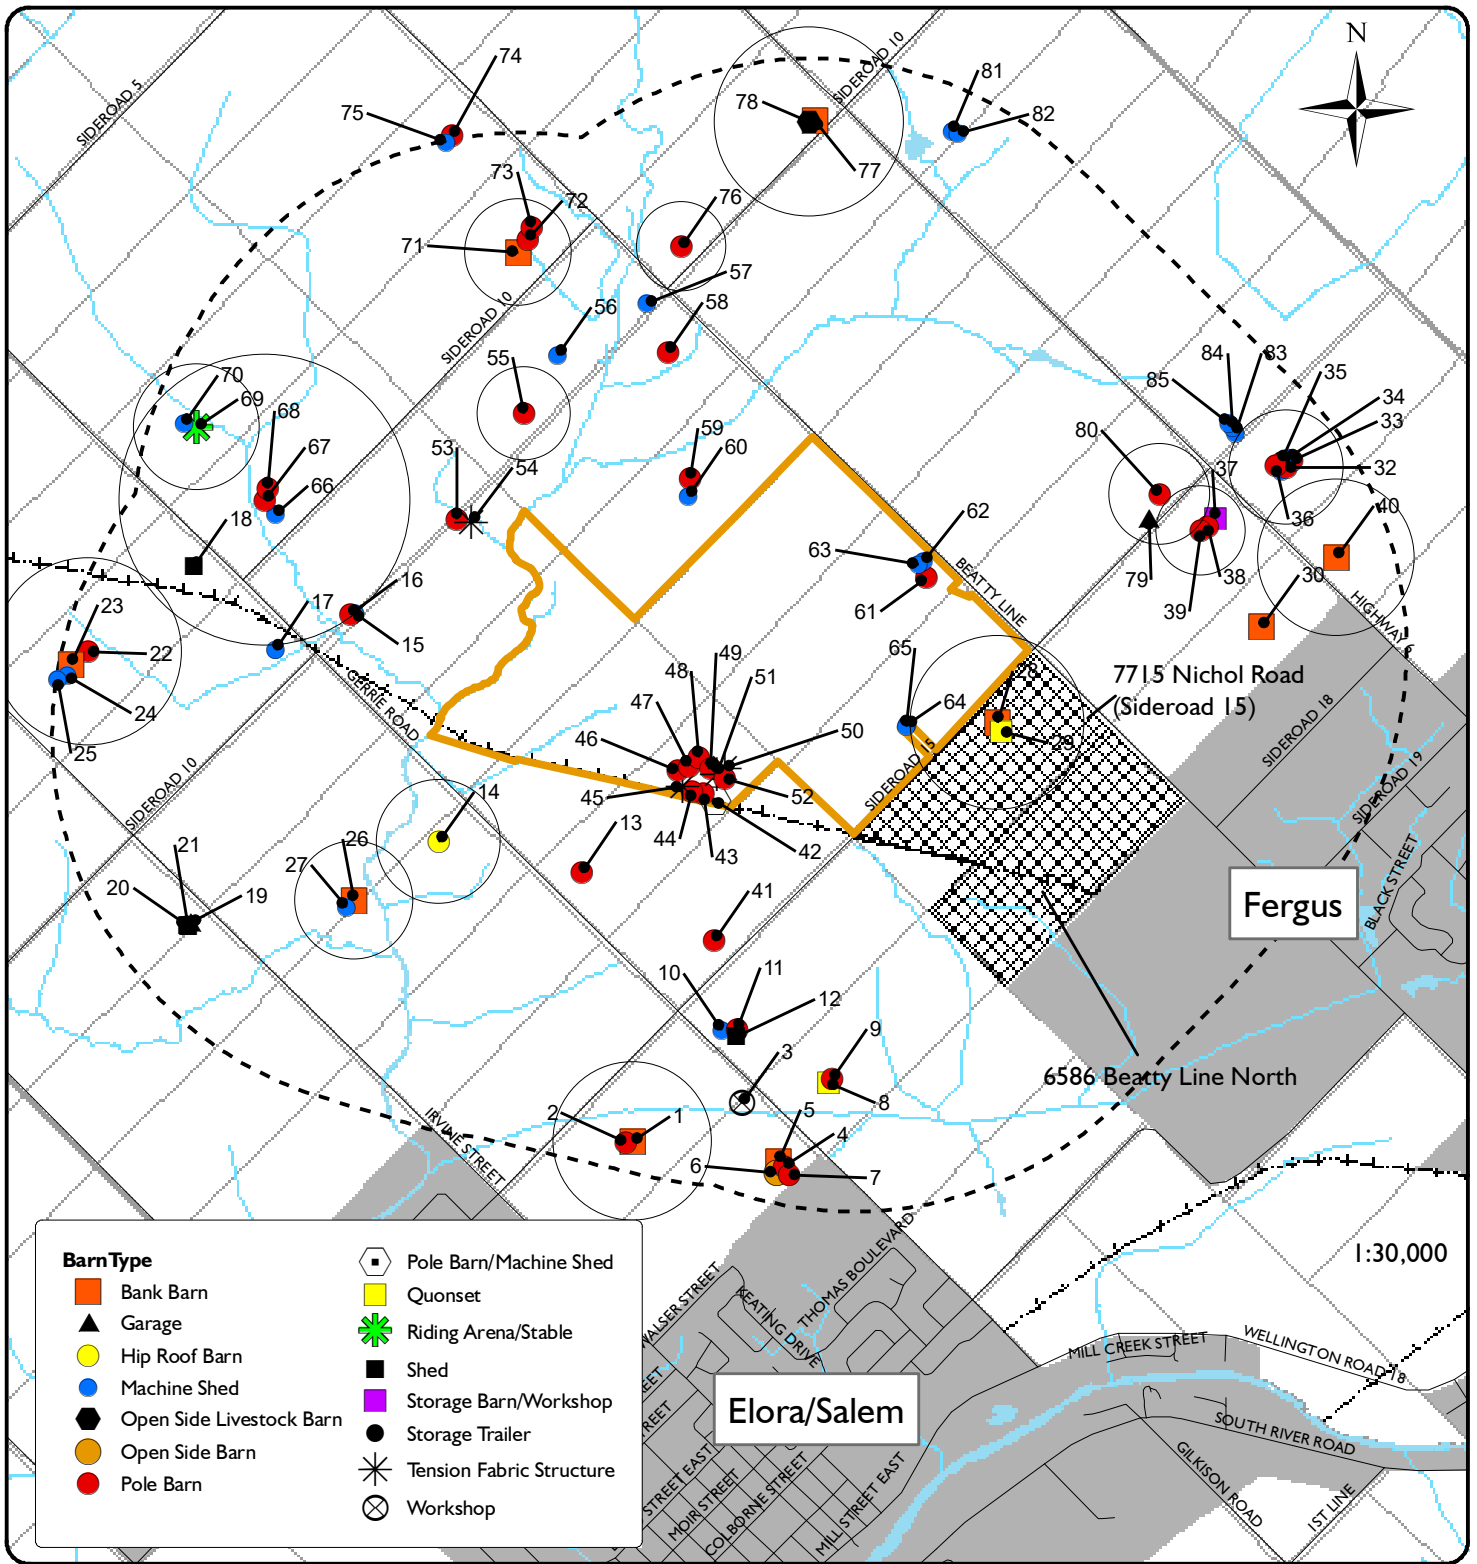 N
SIDEROAD 5
SIDEROAD 10
74
75
78
77
81
82
73
72
71
76
57
58
56
SIDEROAD 10
55
70
69
68
67
66
18
53
54
59
60
84
83
85
35
34
33
32
80
37
36
40
79
38
39
30
62
63
61
BEATTY LINE
HIGHWAY 6
16
15
17
23
22
24
25
GERRIE ROAD
48
49
51
47
46
50
45
44
43
42
52
65
64
28
29
7715 Nichol Road
(Sideroad 15)
SIDEROAD 15
SIDEROAD 18
SIDEROAD 19
BLACK STREET
SIDEROAD 10
14
13
26
27
21
20
19
41
Fergus
10
11
12
3
9
8
6586 Beatty Line North
2
1
5
4
6
7
IRVINE STREET
1:30,000
THOMAS BOULEVARD
KEATING DRIVE
WALSER STREET
MILL CREEK STREET
WELLINGTON ROAD 18
SOUTH RIVER ROAD
GILKISON ROAD
1ST LINE
Elora/Salem
REET
STREET
STREET EAST
MOIR STREET
COLBORNE STREET
MILL STREET EAST
Barn Type
Bank Barn
Garage
Hip Roof Barn
Machine Shed
Open Side Livestock Barn
Open Side Barn
Pole Barn
Pole Barn/Machine Shed
Quonset
Riding Arena/Stable
Shed
Storage Barn/Workshop
Storage Trailer
Tension Fabric Structure
Workshop